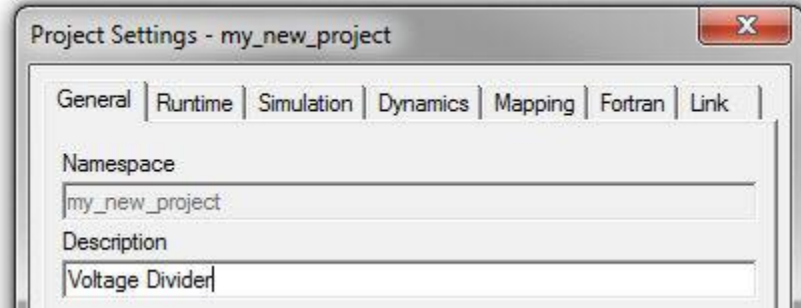 Project Settings - my_new_project
General Runtime Simulation Dynamics Mapping Fortran Link
Namespace
my_new_project
Description
Voltage Divider